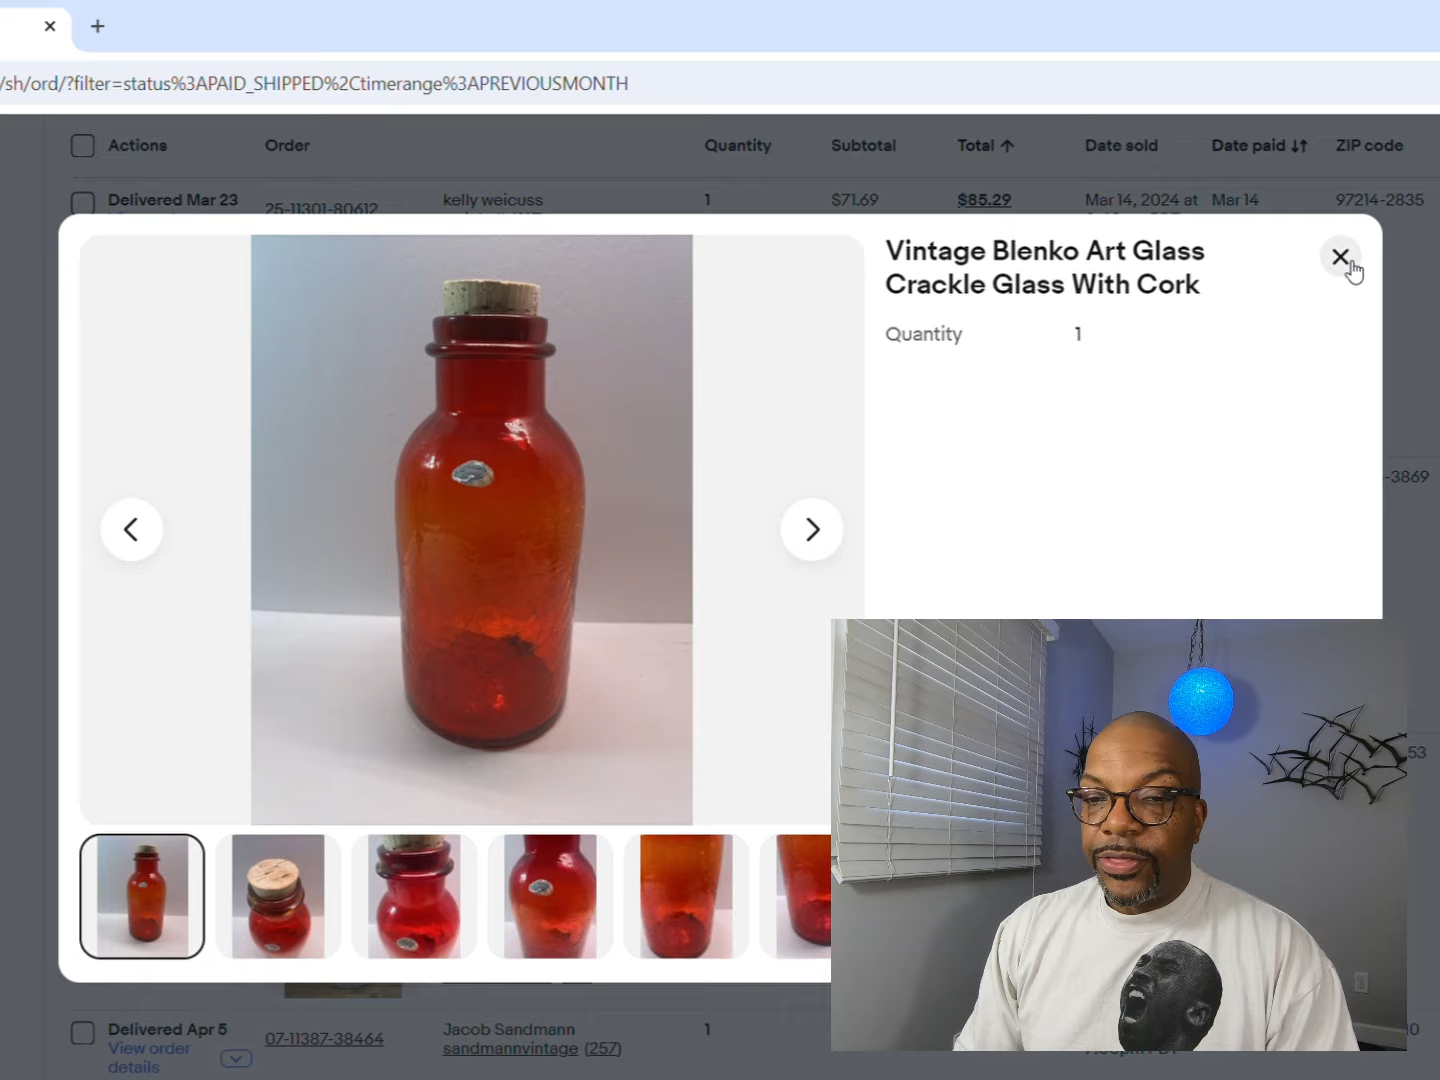 /sh/ord/?filter=status%3APAID_SHIPPED%2Ctimerange%3APREVIOUSMONTH
Actions Order Quantity Subtotal Total Date sold Date paid ZIP code
Delivered Mar 23 25-11301-80612 kelly weicuss 1 $71.69 $85.29 Mar 14, 2024 at Mar 14 97214-2835
Vintage Blenko Art Glass
Crackle Glass With Cork
Quantity 1
-3869
53
Delivered Apr 5 07-11387-38464 Jacob Sandmann 1
View order sandmannvintage (257)
details